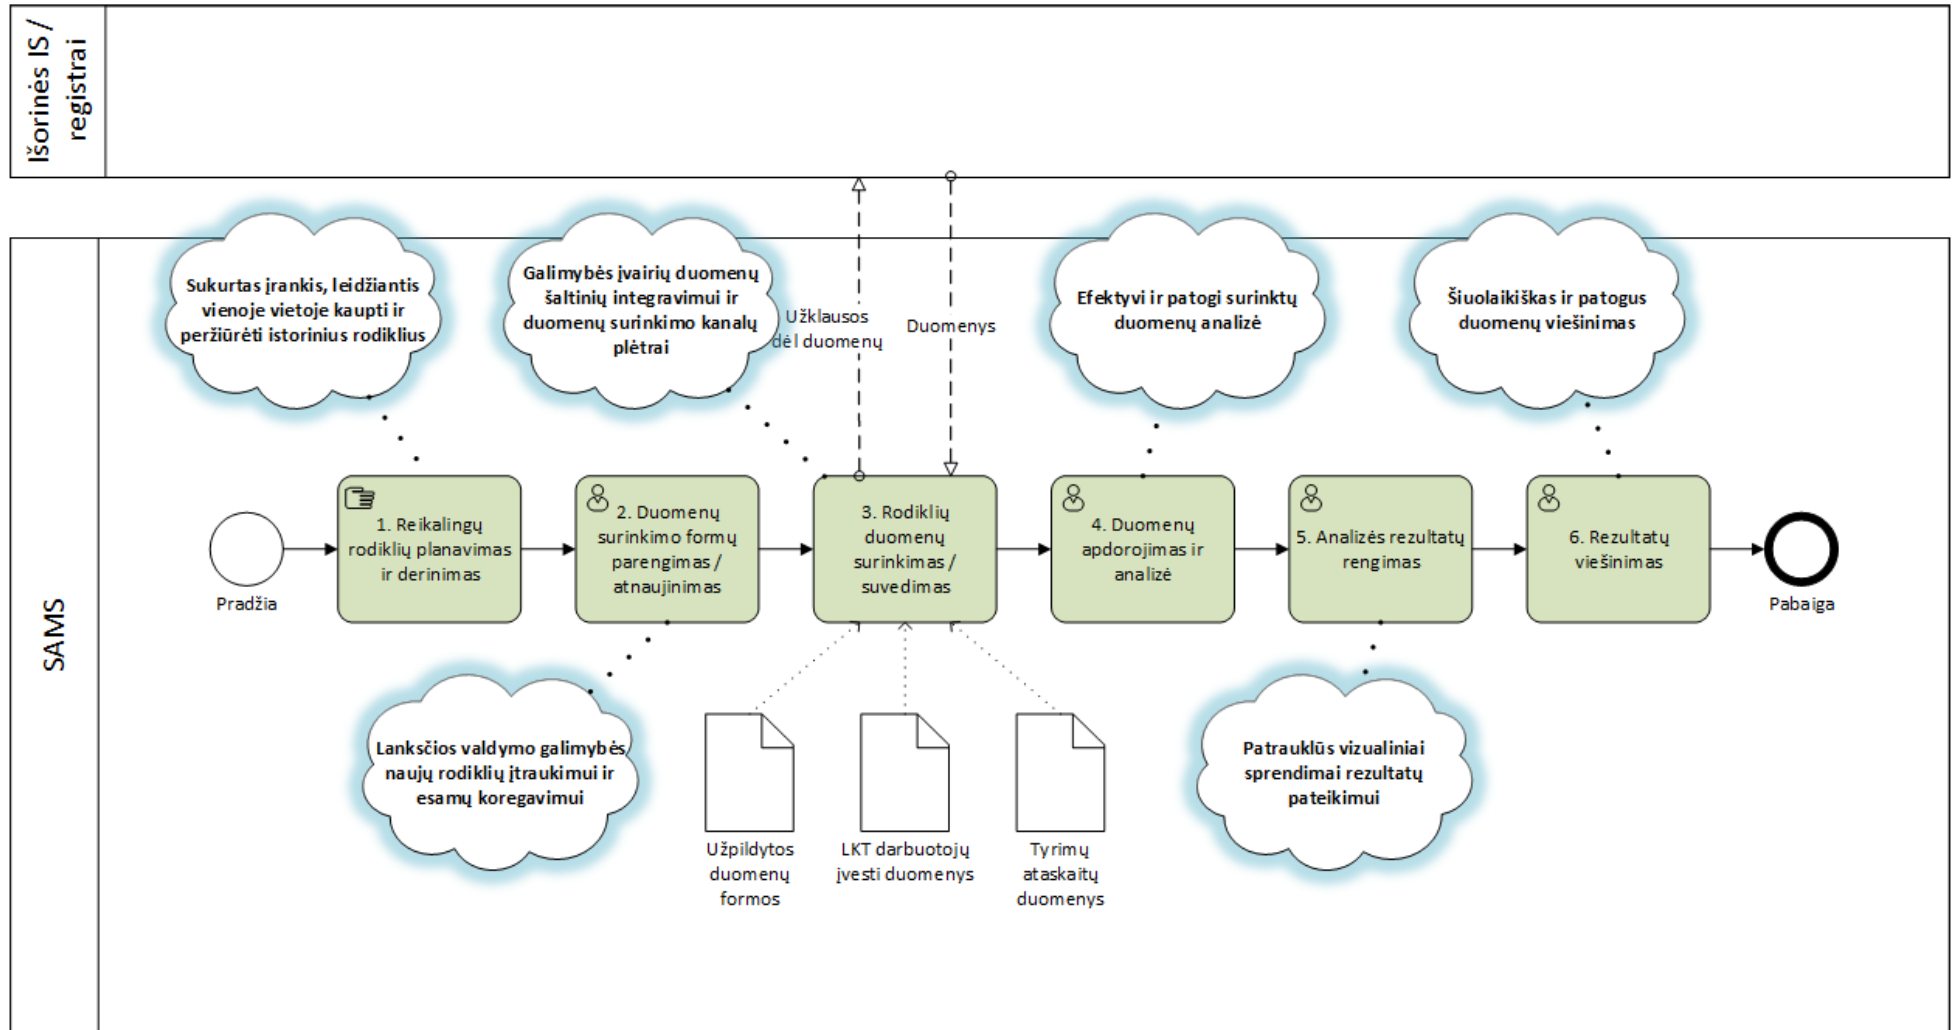 Išorinės IS /
registrai
SAMS
Sukurtas įrankis, leidžiantis
vienoje vietoje kaupti ir
peržiūrėti istorinius rodiklius
Galimybės įvairių duomenų
šaltinių integravimui ir
duomenų surinkimo kanalų
plėtrai
Užklausos
dėl duomenų
Duomenys
Efektyvi ir patogi surinktų
duomenų analizė
Šiuolaikiškas ir patogus
duomenų viešinimas
Pradžia
1. Reikalingų
rodiklių planavimas
ir derinimas
2. Duomenų
surinkimo formų
parengimas /
atnaujinimas
3. Rodiklių
duomenų
surinkimas /
suvedimas
4. Duomenų
apdorojimas ir
analizė
5. Analizės rezultatų
rengimas
6. Rezultatų
viešinimas
Pabaiga
Lanksčios valdymo galimybės
naujų rodiklių įtraukimui ir
esamų koregavimui
Užpildytos
duomenų
formos
LKT darbuotojų
įvesti duomenys
Tyrimų
ataskaitų
duomenys
Patrauklūs vizualiniai
sprendimai rezultatų
pateikimui